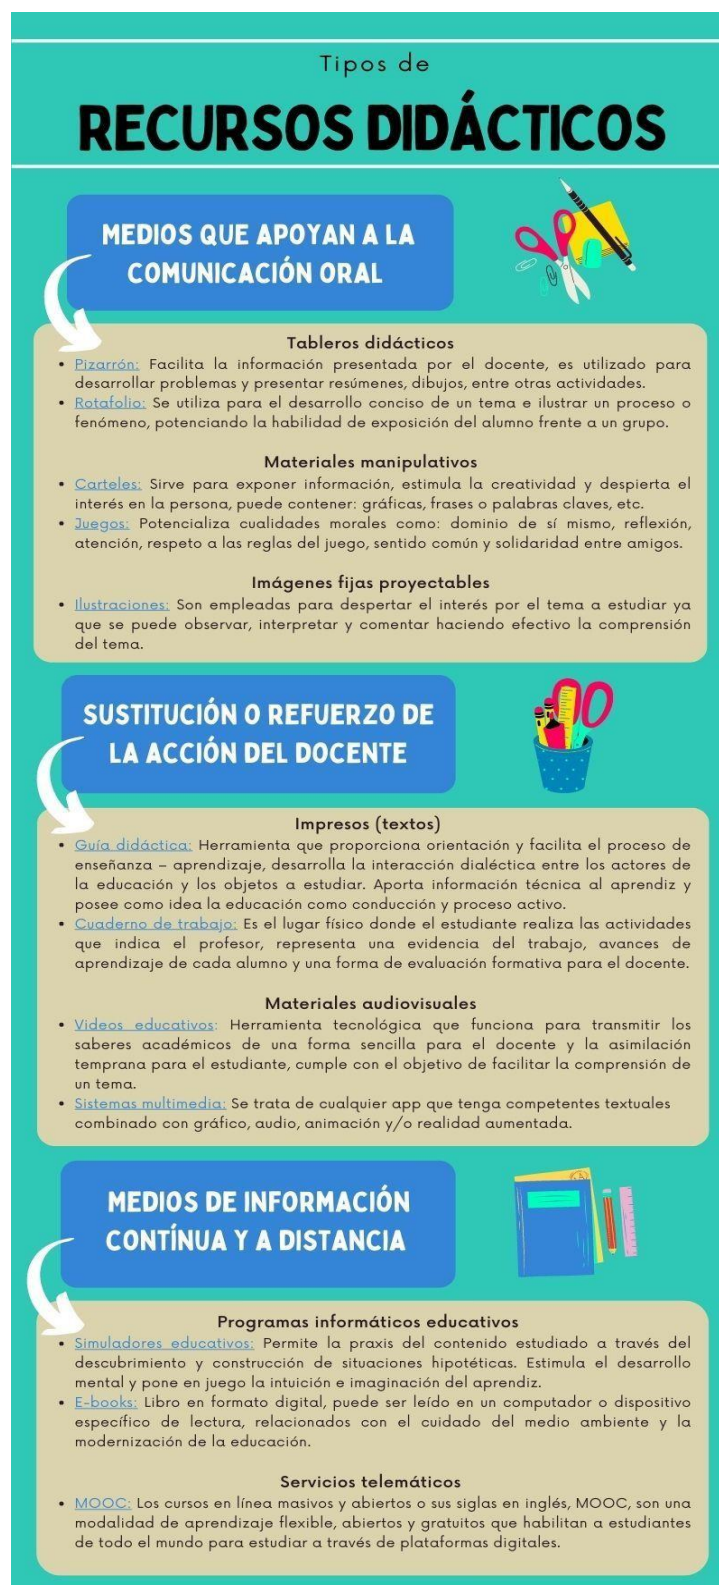 Tipos de
RECURSOS DIDÁCTICOS
MEDIOS QUE APOYAN A LA
COMUNICACIÓN ORAL
Tableros didácticos
• Pizarrón: Facilita la información presentada por el docente, es utilizado para
desarrollar problemas y presentar resúmenes, dibujos, entre otras actividades.
• Rotafolio: Se utiliza para el desarrollo conciso de un tema e ilustrar un proceso o
fenómeno, potenciando la habilidad de exposición del alumno frente a un grupo.
Materiales manipulativos
• Carteles: Sirve para exponer información, estimula la creatividad y despierta el
interés en la persona, puede contener: gráficas, frases o palabras claves, etc.
• Juegos: Potencializa cualidades morales como: dominio de sí mismo, reflexión,
atención, respeto a las reglas del juego, sentido común y solidaridad entre amigos.
Imágenes fijas proyectables
• Ilustraciones: Son empleadas para despertar el interés por el tema a estudiar ya
que se puede observar, interpretar y comentar haciendo efectivo la comprensión
del tema.
SUSTITUCIÓN O REFUERZO DE
LA ACCIÓN DEL DOCENTE
Impresos (textos)
• Guía didáctica: Herramienta que proporciona orientación y facilita el proceso de
enseñanza – aprendizaje, desarrolla la interacción dialéctica entre los actores de
la educación y los objetos a estudiar. Aporta información técnica al aprendiz y
posee como idea la educación como conducción y proceso activo.
• Cuaderno de trabajo: Es el lugar físico donde el estudiante realiza las actividades
que indica el profesor, representa una evidencia del trabajo, avances de
aprendizaje de cada alumno y una forma de evaluación formativa para el docente.
Materiales audiovisuales
• Videos educativos: Herramienta tecnológica que funciona para transmitir los
saberes académicos de una forma sencilla para el docente y la asimilación
temprana para el estudiante, cumple con el objetivo de facilitar la comprensión de
un tema.
• Sistemas multimedia: Se trata de cualquier app que tenga competentes textuales
combinado con gráfico, audio, animación y/o realidad aumentada.
MEDIOS DE INFORMACIÓN
CONTÍNUA Y A DISTANCIA
Programas informáticos educativos
• Simuladores educativos: Permite la praxis del contenido estudiado a través del
descubrimiento y construcción de situaciones hipotéticas. Estimula el desarrollo
mental y pone en juego la intuición e imaginación del aprendiz.
• E-books: Libro en formato digital, puede ser leído en un computador o dispositivo
específico de lectura, relacionados con el cuidado del medio ambiente y la
modernización de la educación.
Servicios telemáticos
• MOOC: Los cursos en línea masivos y abiertos o sus siglas en inglés, MOOC, son una
modalidad de aprendizaje flexible, abiertos y gratuitos que habilitan a estudiantes
de todo el mundo para estudiar a través de plataformas digitales.